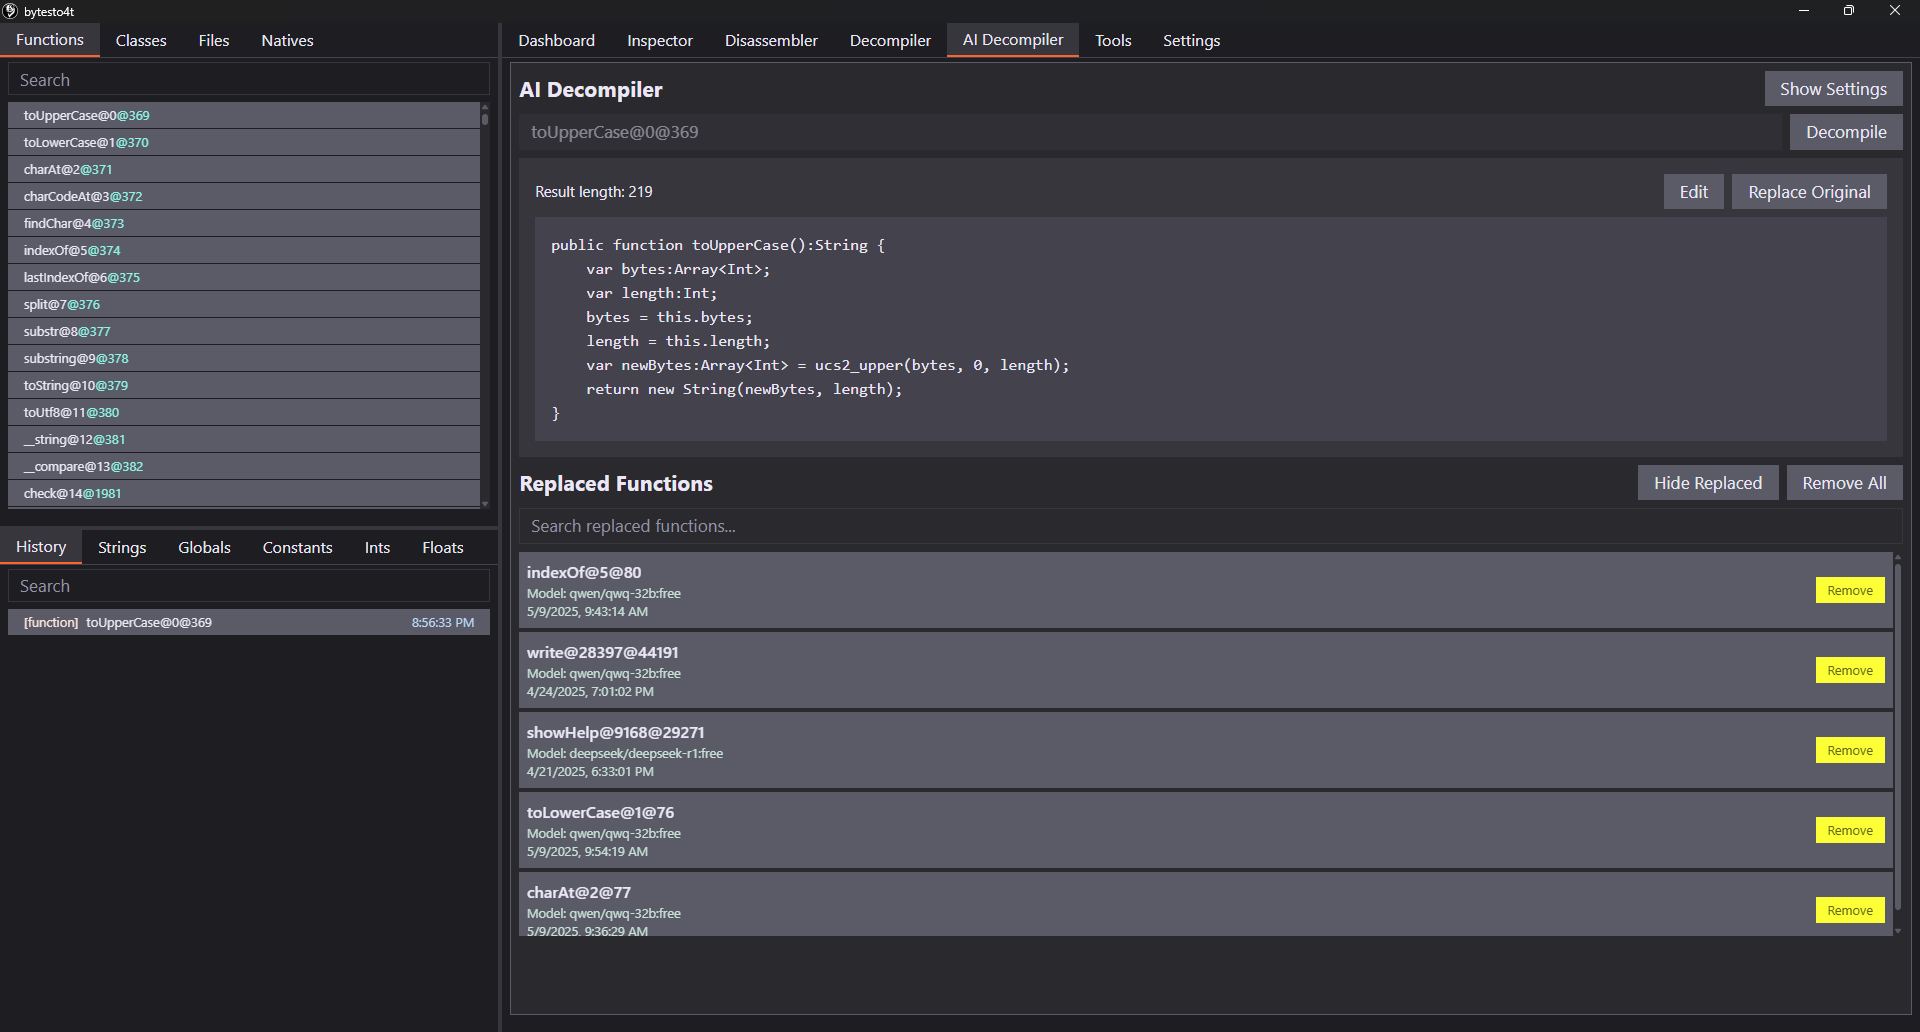 bytesto4t
Functions Classes Files Natives
Search
toUpperCase@0@369
toLowerCase@1@370
charAt@2@371
charCodeAt@3@372
findChar@4@373
indexOf@5@374
lastIndexOf@6@375
split@7@376
substr@8@377
substring@9@378
toString@10@379
toUtf8@11@380
__string@12@381
__compare@13@382
check@14@1981
History Strings Globals Constants Ints Floats
Search
[function] toUpperCase@0@369 8:56:33 PM
Dashboard Inspector Disassembler Decompiler AI Decompiler Tools Settings
AI Decompiler Show Settings
toUpperCase@0@369 Decompile
Result length: 219 Edit Replace Original
public function toUpperCase():String {
    var bytes:Array<Int>;
    var length:Int;
    bytes = this.bytes;
    length = this.length;
    var newBytes:Array<Int> = ucs2_upper(bytes, 0, length);
    return new String(newBytes, length);
}
Replaced Functions Hide Replaced Remove All
Search replaced functions...
indexOf@5@80
Model: qwen/qwq-32b:free
5/9/2025, 9:43:14 AM
Remove
write@28397@44191
Model: qwen/qwq-32b:free
4/24/2025, 7:01:02 PM
Remove
showHelp@9168@29271
Model: deepseek/deepseek-r1:free
4/21/2025, 6:33:01 PM
Remove
toLowerCase@1@76
Model: qwen/qwq-32b:free
5/9/2025, 9:54:19 AM
Remove
charAt@2@77
Model: qwen/qwq-32b:free
5/9/2025, 9:36:29 AM
Remove